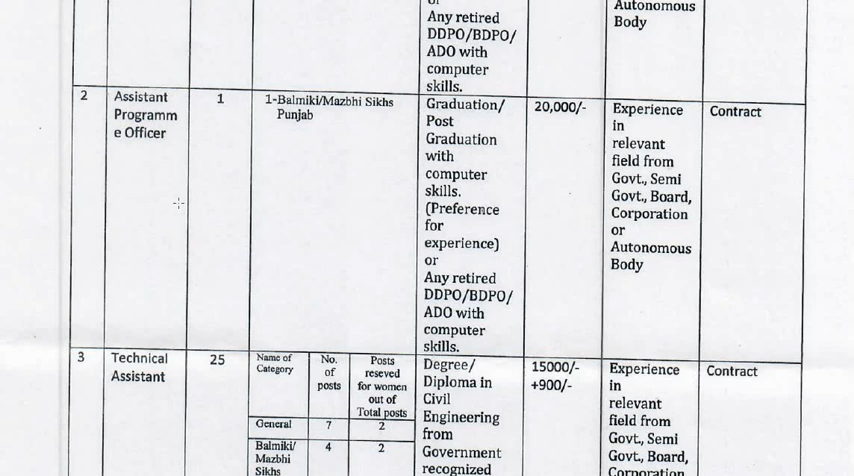 or
Any retired
DDPO/BDPO/
ADO with
computer
skills.
Autonomous
Body
2
Assistant
Programm
e Officer
1
1-Balmiki/Mazbhi Sikhs
Punjab
Graduation/
Post
Graduation
with
computer
skills.
(Preference
for
experience)
or
Any retired
DDPO/BDPO/
ADO with
computer
skills.
20,000/-
Experience
in
relevant
field from
Govt., Semi
Govt., Board,
Corporation
or
Autonomous
Body
Contract
3
Technical
Assistant
25
Name of
Category
No.
of
posts
Posts
reseved
for women
out of
Total posts
General
7
2
Balmiki/
Mazbhi
Sikhs
4
2
Degree/
Diploma in
Civil
Engineering
from
Government
recognized
15000/-
+900/-
Experience
in
relevant
field from
Govt., Semi
Govt., Board,
Corporation
Contract